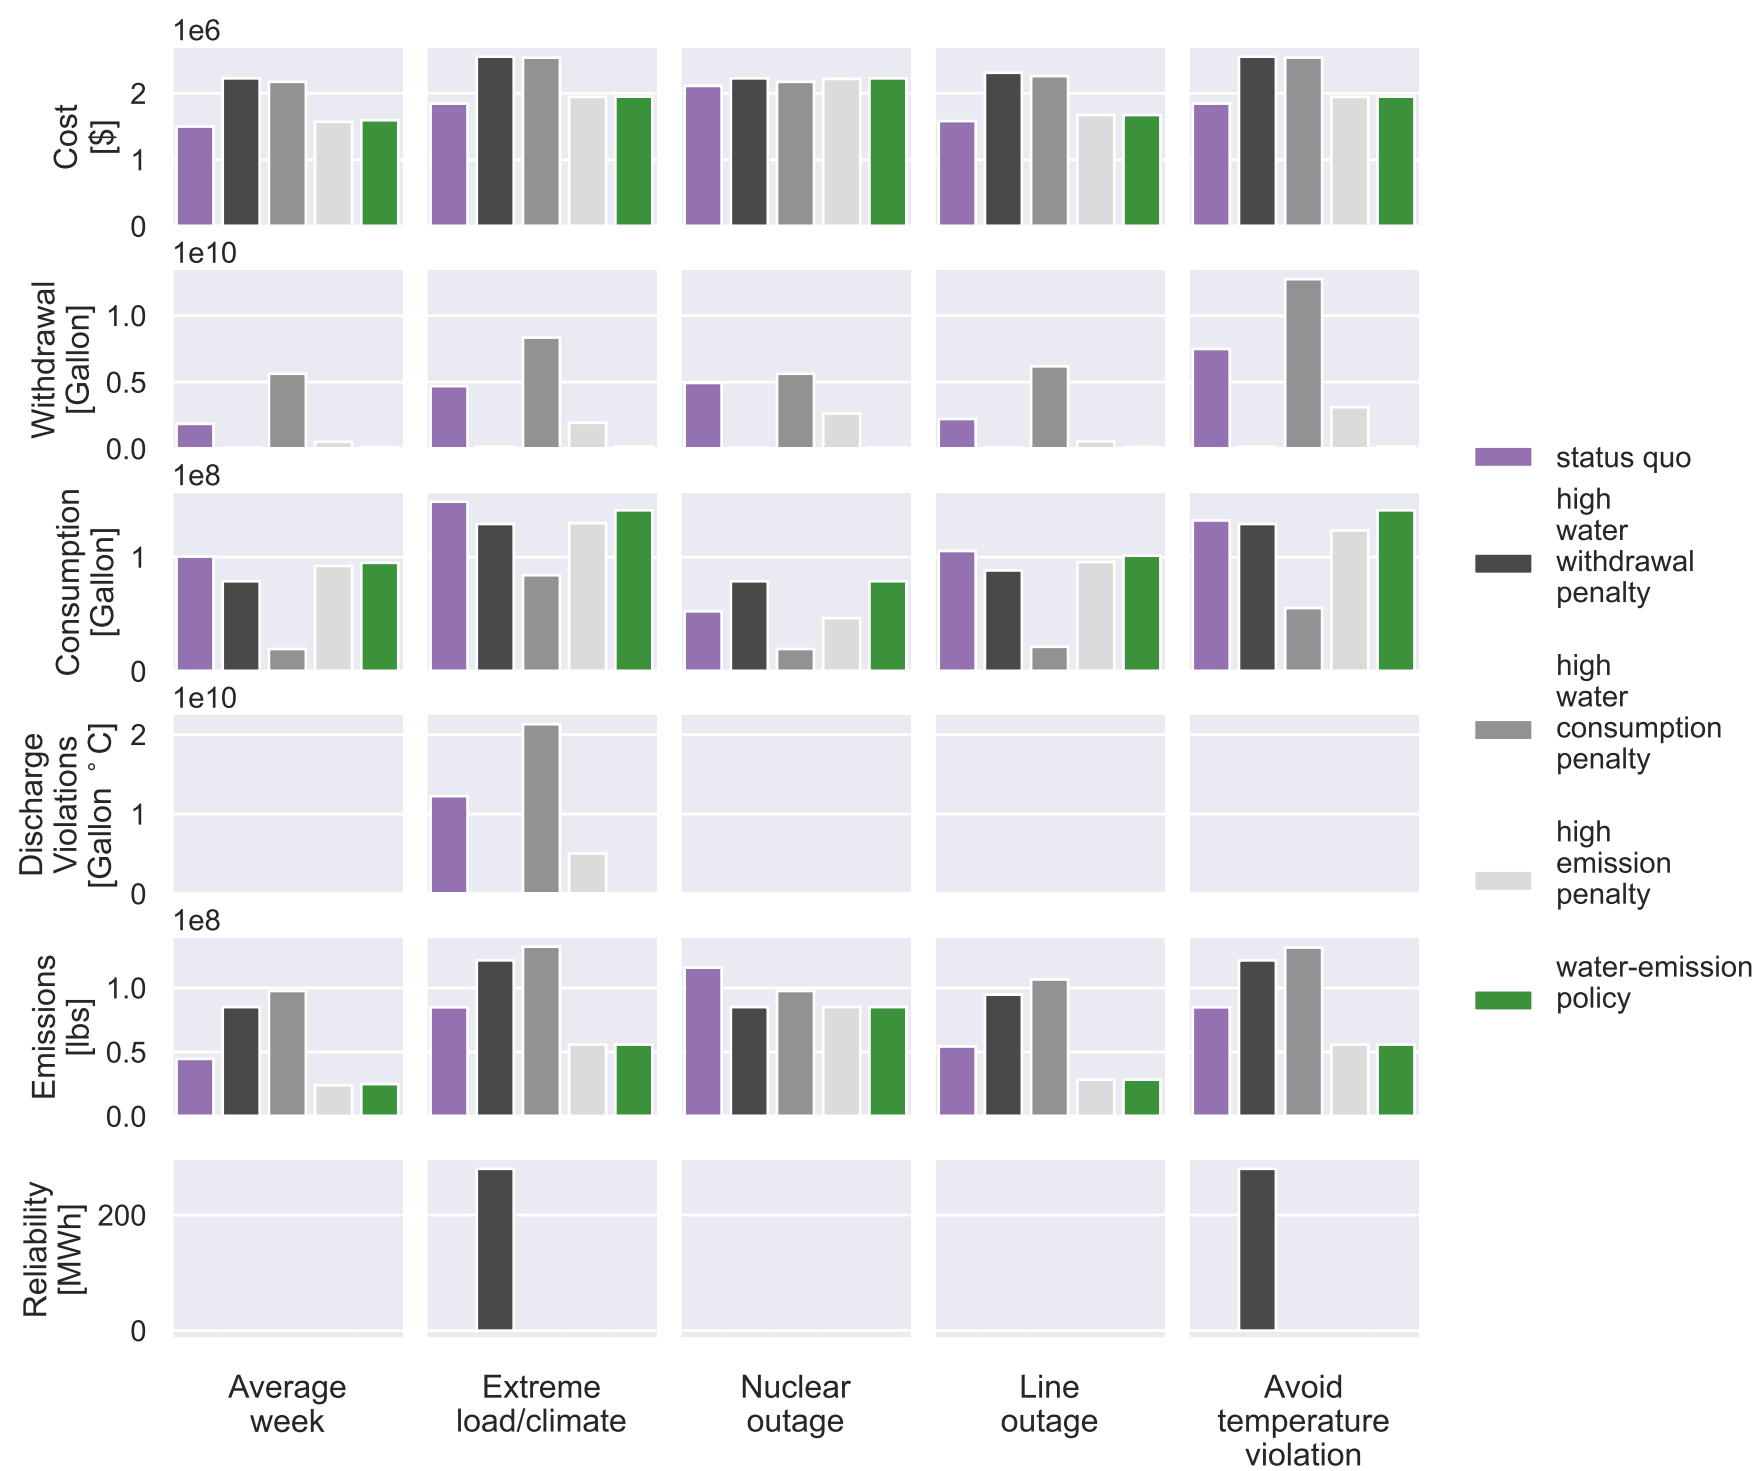 1e6
Cost
[$]
2
1
0
1e10
Withdrawal
[Gallon]
1.0
0.5
0.0
1e8
Consumption
[Gallon]
1
0
1e10
Discharge
Violations
[Gallon °C]
2
1
0
1e8
Emissions
[lbs]
1.0
0.5
0.0
Reliability
[MWh]
200
0
Average
week
Extreme
load/climate
Nuclear
outage
Line
outage
Avoid
temperature
violation
status quo
high
water
withdrawal
penalty
high
water
consumption
penalty
high
emission
penalty
water-emission
policy